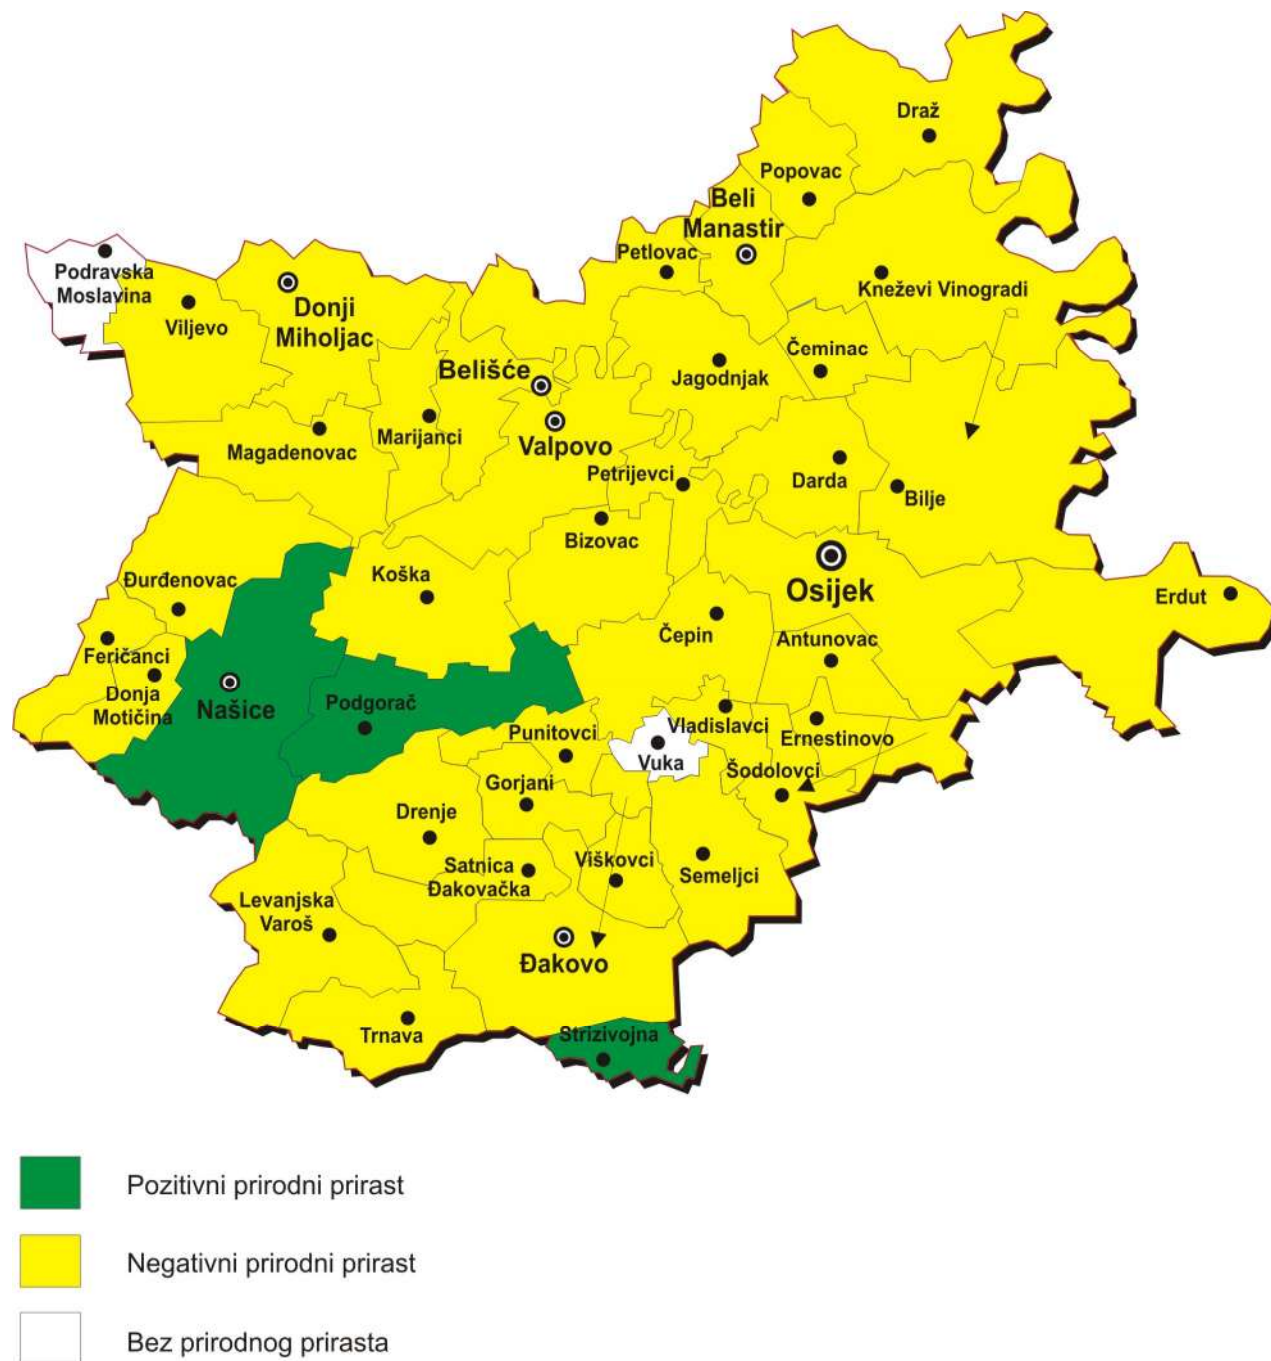 Draž
Popovac
Beli
Manastir
Petlovac
Kneževi Vinogradi
Podravska
Moslavina
Viljevo
Donji
Miholjac
Čeminac
Jagodnjak
Belišće
Marijanci
Valpovo
Magadenovac
Petrijevci
Darda
Bilje
Bizovac
Koška
Osijek
Đurđenovac
Erdut
Čepin
Antunovac
Feričanci
Donja
Motičina
Našice
Podgorač
Punitovci
Vladislavci
Ernestinovo
Vuka
Šodolovci
Gorjani
Drenje
Satnica
Đakovačka
Viškovci
Semeljci
Levanjska
Varoš
Đakovo
Trnava
Strizivojna
Pozitivni prirodni prirast
Negativni prirodni prirast
Bez prirodnog prirasta